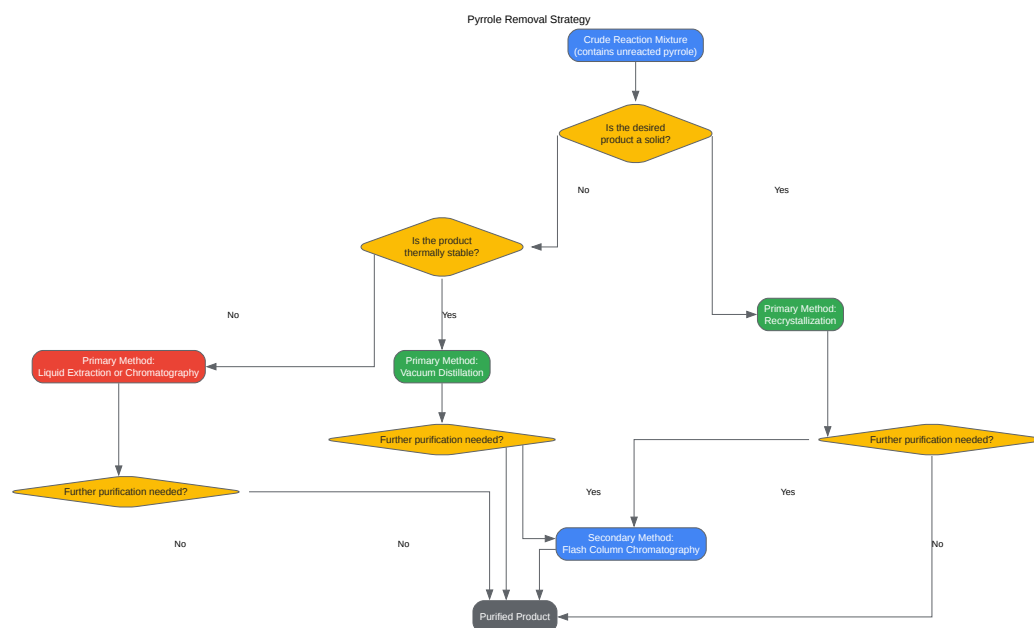 Pyrrole Removal Strategy
Crude Reaction Mixture
(contains unreacted pyrrole)
Is the desired
product a solid?
No
Yes
Is the product
thermally stable?
No
Yes
Primary Method:
Recrystallization
Primary Method:
Liquid Extraction or Chromatography
Primary Method:
Vacuum Distillation
Further purification needed?
Further purification needed?
Further purification needed?
Yes
Yes
No
No
Secondary Method:
Flash Column Chromatography
No
Purified Product